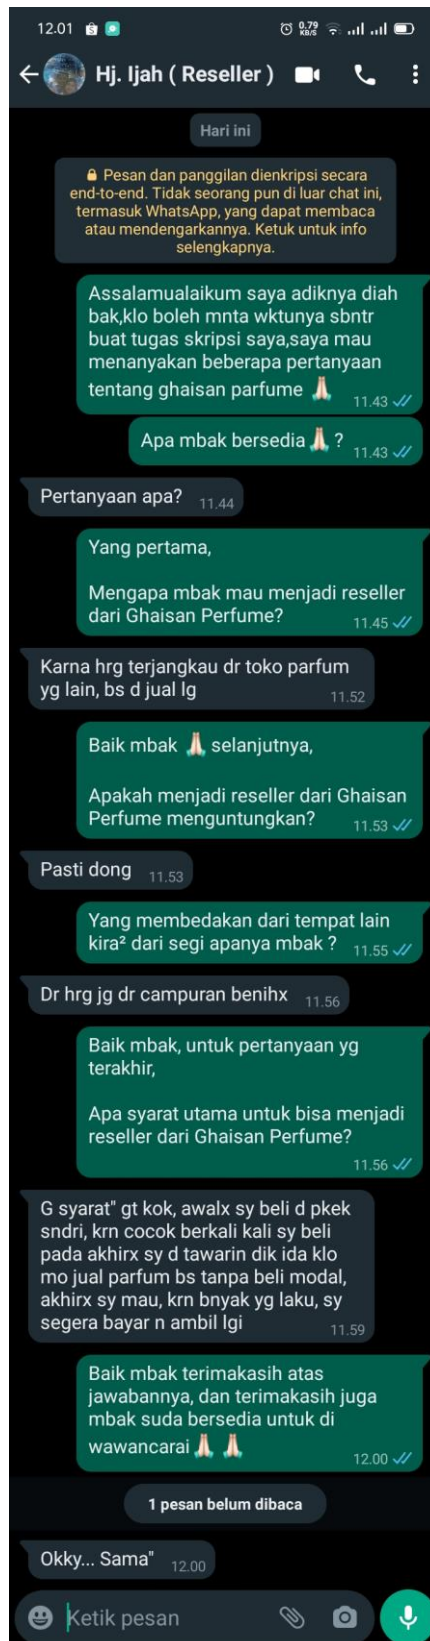 12.01
0.79
KB/S
Hj. Ijah ( Reseller )
Hari ini
Pesan dan panggilan dienkripsi secara
end-to-end. Tidak seorang pun di luar chat ini,
termasuk WhatsApp, yang dapat membaca
atau mendengarkannya. Ketuk untuk info
selengkapnya.
Assalamualaikum saya adiknya diah
bak,klo boleh mnta wktunya sbntr
buat tugas skripsi saya,saya mau
menanyakan beberapa pertanyaan
tentang ghaisan parfume 🙏🏻
11.43
Apa mbak bersedia 🙏🏻 ?
11.43
Pertanyaan apa?
11.44
Yang pertama,
Mengapa mbak mau menjadi reseller
dari Ghaisan Perfume?
11.45
Karna hrg terjangkau dr toko parfum
yg lain, bs d jual lg
11.52
Baik mbak 🙏🏻 selanjutnya,
Apakah menjadi reseller dari Ghaisan
Perfume menguntungkan?
11.53
Pasti dong
11.53
Yang membedakan dari tempat lain
kira² dari segi apanya mbak ?
11.55
Dr hrg jg dr campuran benihx
11.56
Baik mbak, untuk pertanyaan yg
terakhir,
Apa syarat utama untuk bisa menjadi
reseller dari Ghaisan Perfume?
11.56
G syarat" gt kok, awalx sy beli d pkek
sndri, krn cocok berkali kali sy beli
pada akhirx sy d tawarin dik ida klo
mo jual parfum bs tanpa beli modal,
akhirx sy mau, krn bnyak yg laku, sy
segera bayar n ambil lgi
11.59
Baik mbak terimakasih atas
jawabannya, dan terimakasih juga
mbak suda bersedia untuk di
wawancarai 🙏🏻 🙏🏻
12.00
1 pesan belum dibaca
Okky... Sama"
12.00
Ketik pesan